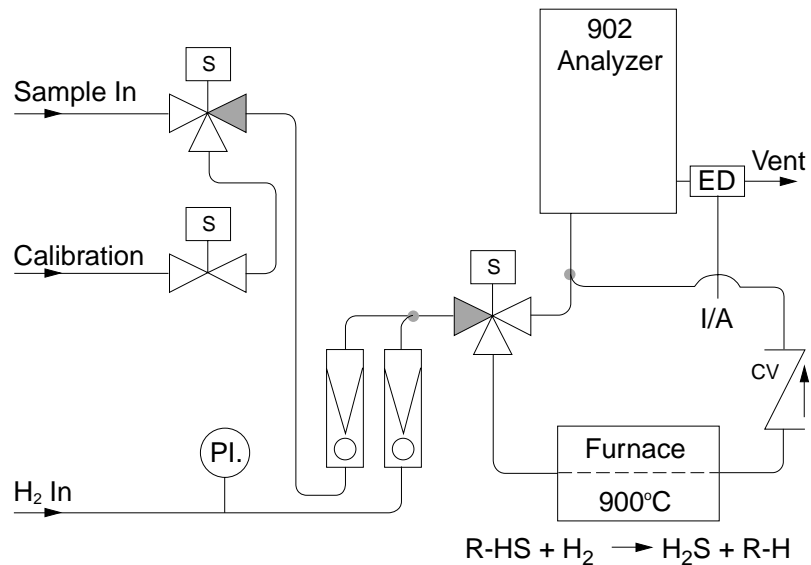 902
Analyzer
S
Sample In
Vent
ED
S
Calibration
S
I/A
CV
PI.
Furnace
H₂ In
900°C
R-HS + H₂ → H₂S + R-H